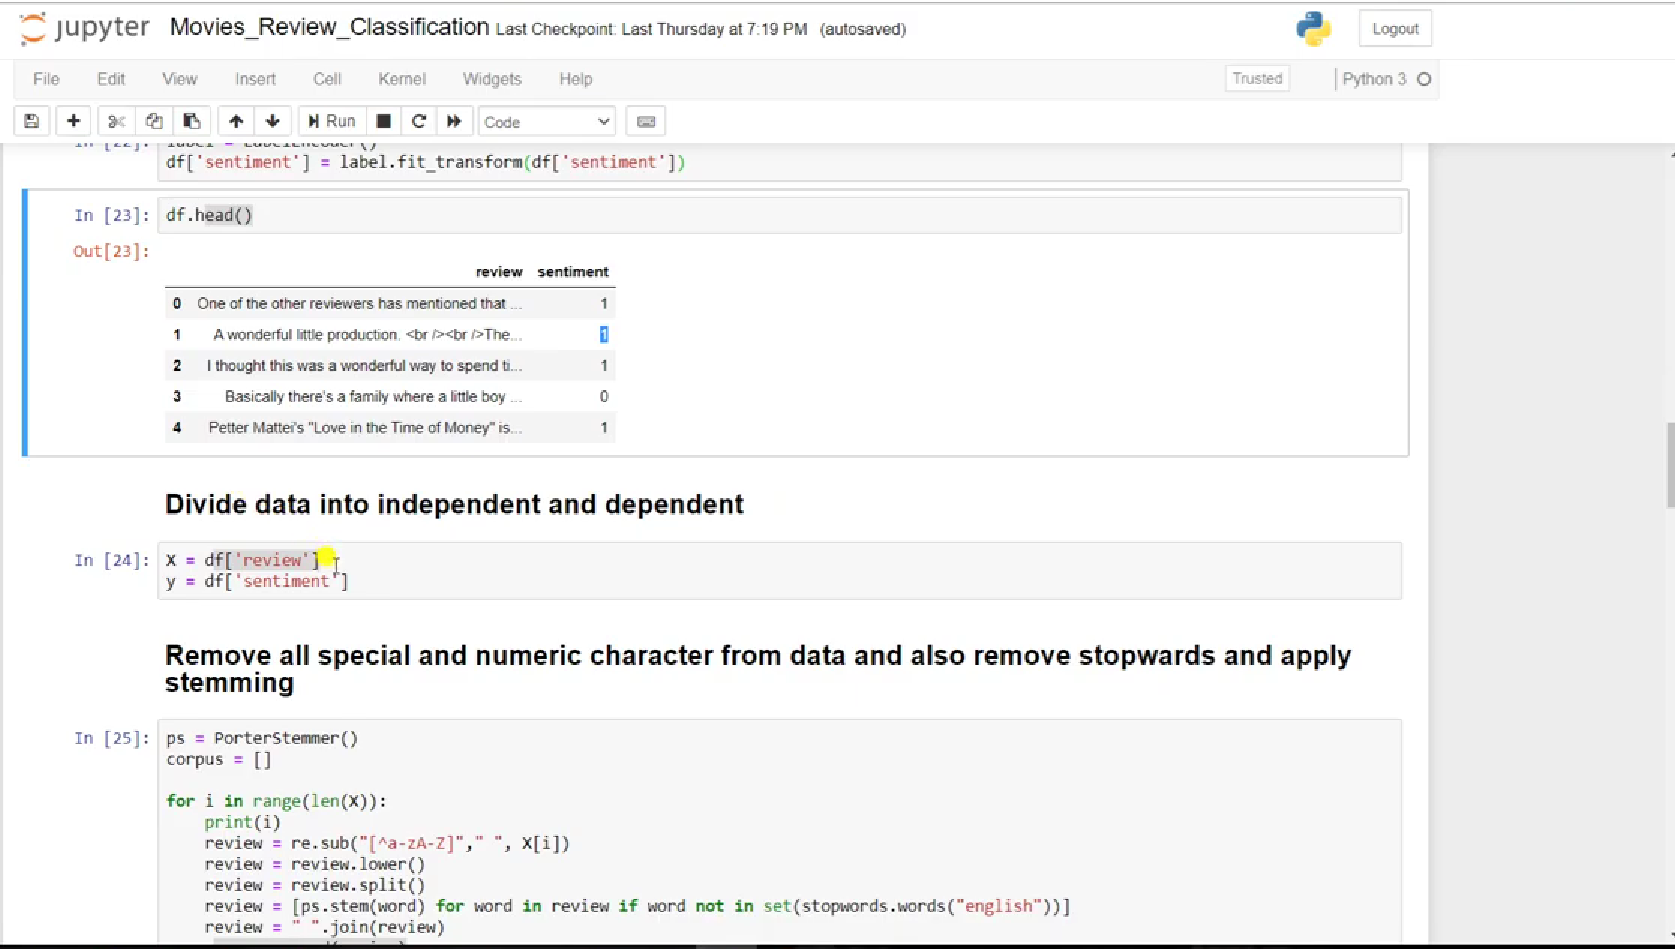 jupyter Movies_Review_Classification Last Checkpoint: Last Thursday at 7:19 PM (autosaved) Logout
File Edit View Insert Cell Kernel Widgets Help Trusted Python 3
Run Code
In [22]: label = LabelEncoder()
df['sentiment'] = label.fit_transform(df['sentiment'])
In [23]: df.head()
Out[23]:
review sentiment
0 One of the other reviewers has mentioned that ... 1
1 A wonderful little production. <br /><br />The... 1
2 I thought this was a wonderful way to spend ti... 1
3 Basically there's a family where a little boy ... 0
4 Petter Mattei's "Love in the Time of Money" is... 1
Divide data into independent and dependent
In [24]: X = df['review']
y = df['sentiment']
Remove all special and numeric character from data and also remove stopwards and apply
stemming
In [25]: ps = PorterStemmer()
corpus = []
for i in range(len(X)):
print(i)
review = re.sub("[^a-zA-Z]"," ", X[i])
review = review.lower()
review = review.split()
review = [ps.stem(word) for word in review if word not in set(stopwords.words("english"))]
review = " ".join(review)